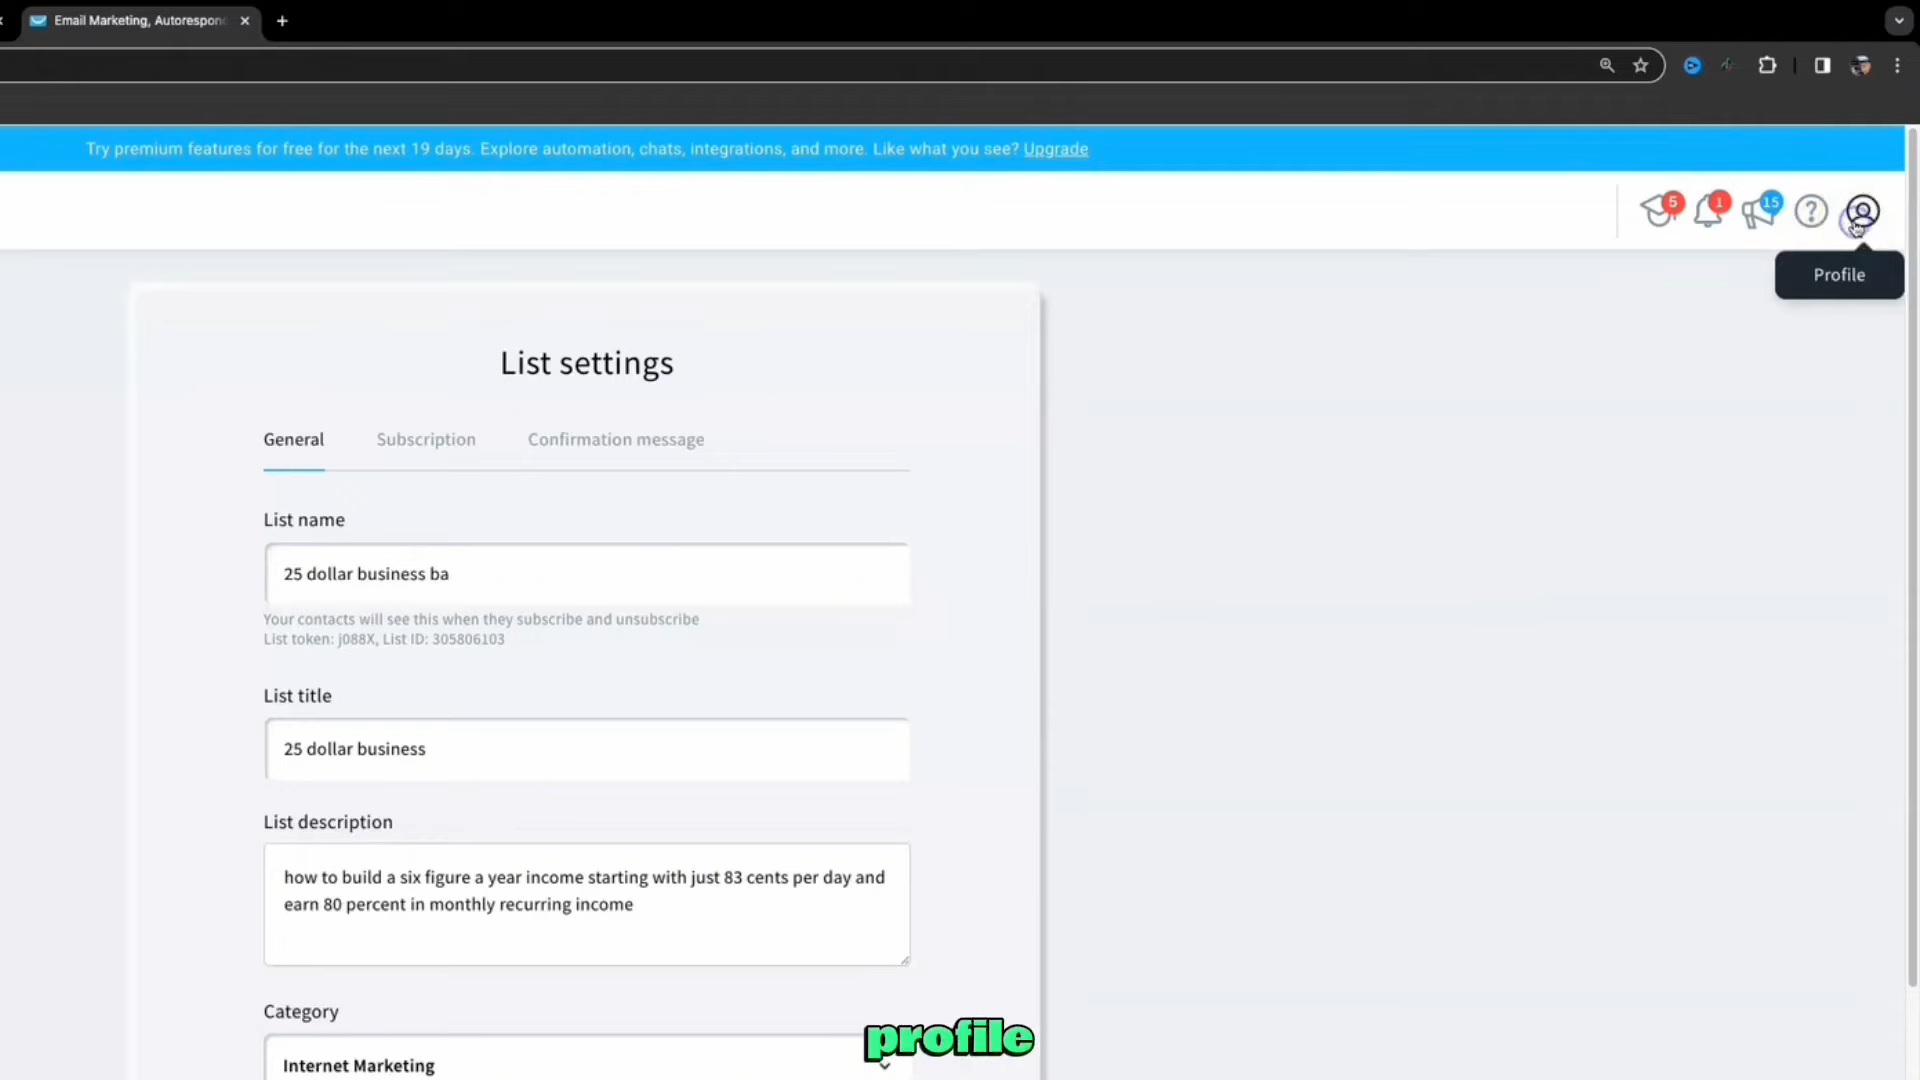 Email Marketing, Autorespon
Try premium features for free for the next 19 days. Explore automation, chats, integrations, and more. Like what you see? Upgrade
5
1
15
?
Profile
List settings
General Subscription Confirmation message
List name
25 dollar business ba
Your contacts will see this when they subscribe and unsubscribe
List token: j088X, List ID: 305806103
List title
25 dollar business
List description
how to build a six figure a year income starting with just 83 cents per day and
earn 80 percent in monthly recurring income
Category
Internet Marketing
profile